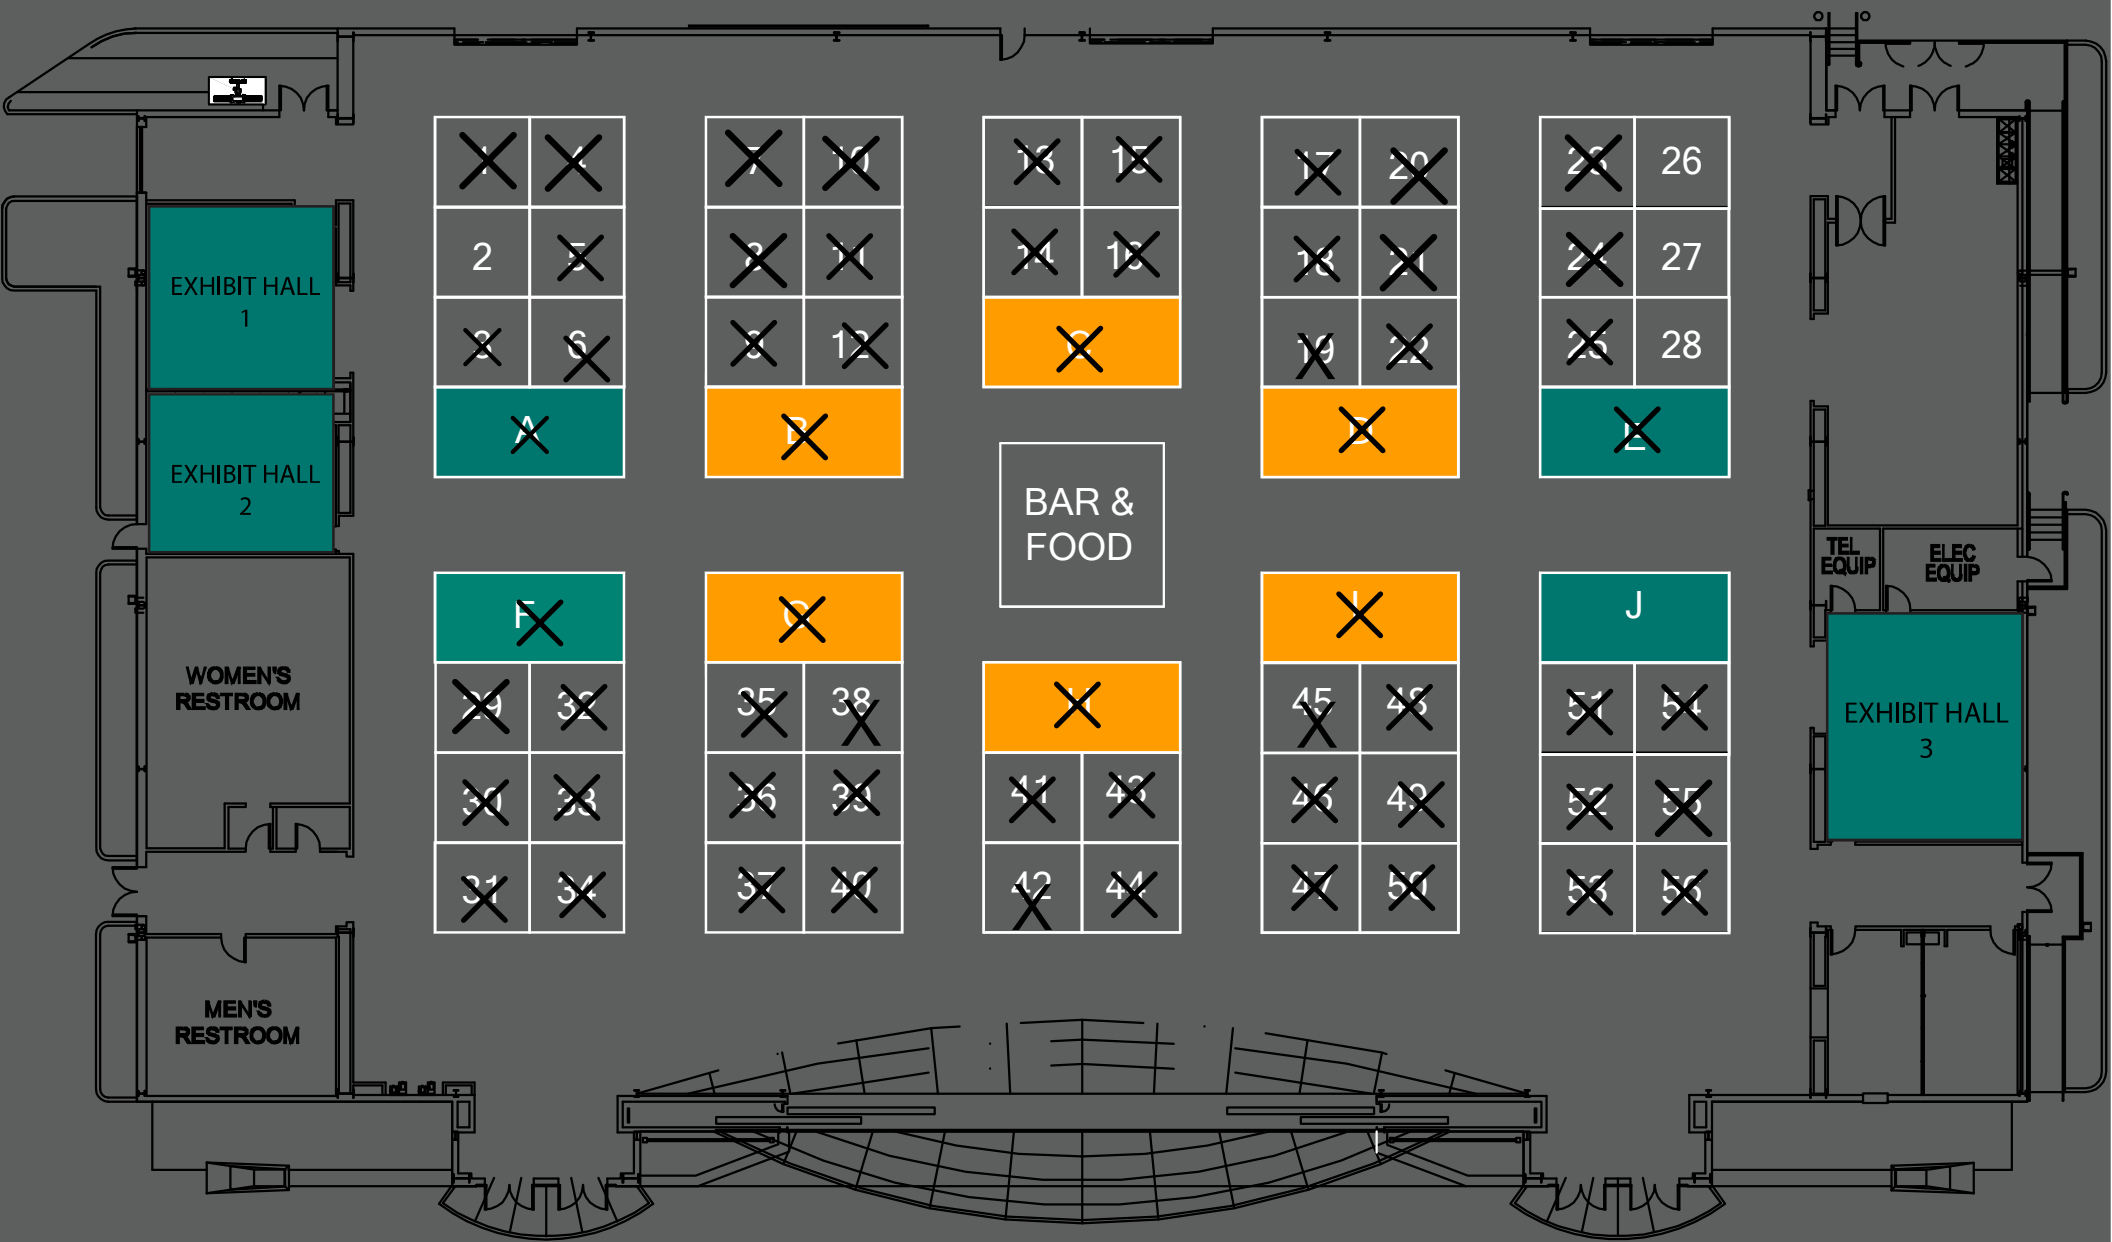 1 4 7 10 13 15 17 20 23 26
2 5 8 11 14 16 18 21 24 27
EXHIBIT HALL
1
3 6 9 12 C 19 22 25 28
A B D E
EXHIBIT HALL
2
BAR &
FOOD
TEL
EQUIP
ELEC
EQUIP
F G I J
WOMEN'S
RESTROOM
29 32 35 38 H 45 48 51 54
EXHIBIT HALL
3
30 33 36 39 41 43 46 49 52 55
31 34 37 40 42 44 47 50 53 56
MEN'S
RESTROOM